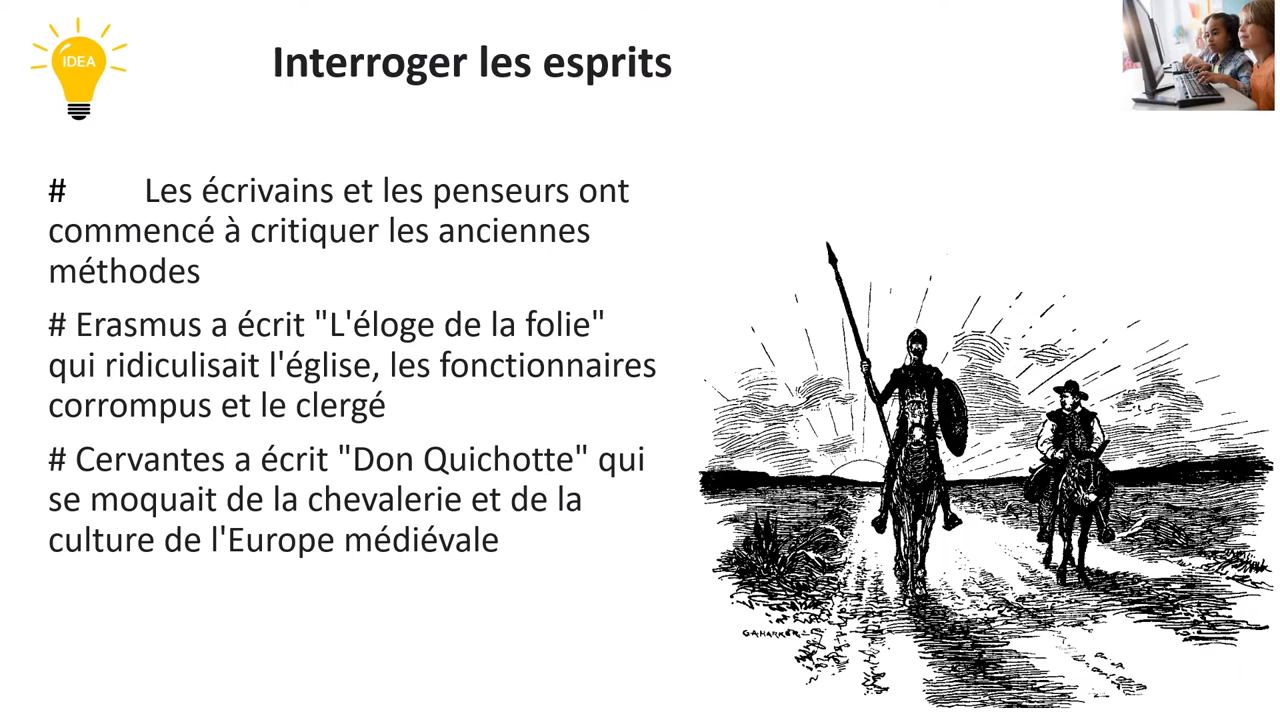 IDEA
Interroger les esprits
# Les écrivains et les penseurs ont
commencé à critiquer les anciennes
méthodes
# Erasmus a écrit "L'éloge de la folie"
qui ridiculisait l'église, les fonctionnaires
corrompus et le clergé
# Cervantes a écrit "Don Quichotte" qui
se moquait de la chevalerie et de la
culture de l'Europe médiévale
G.A.HARKER